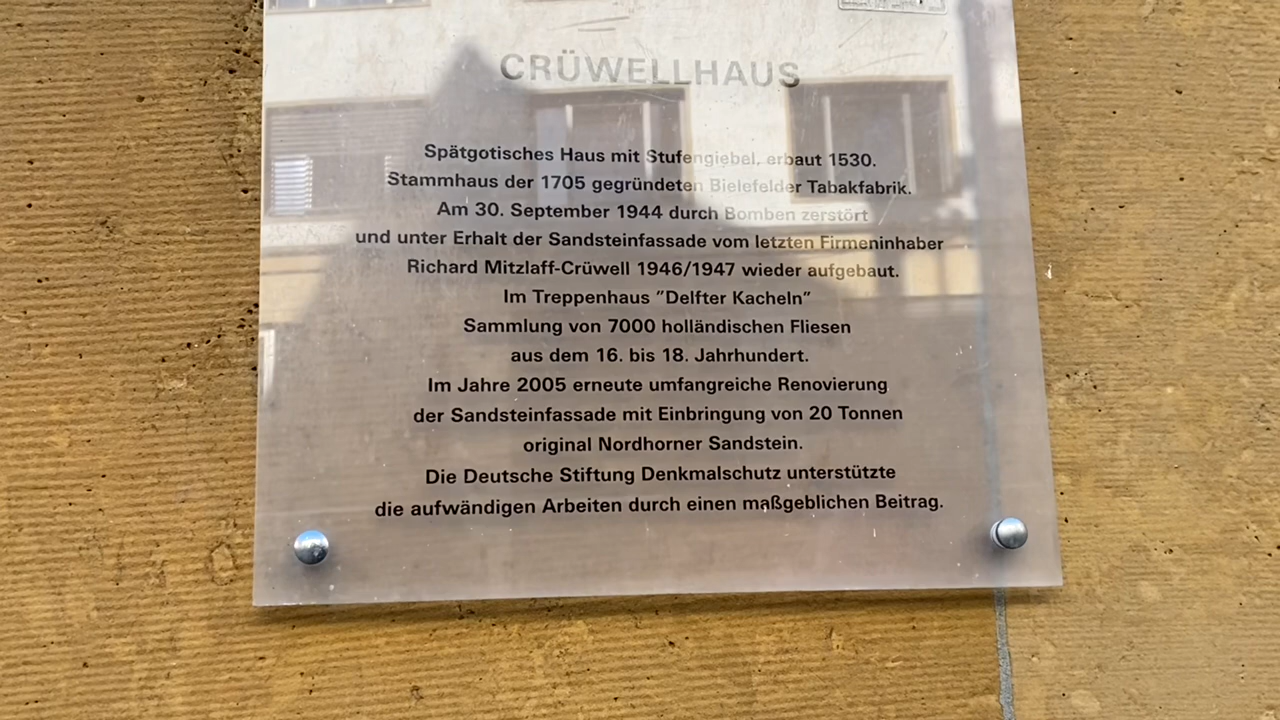 CRÜWELLHAUS
Spätgotisches Haus mit Stufengiebel, erbaut 1530.
Stammhaus der 1705 gegründeten Bielefelder Tabakfabrik.
Am 30. September 1944 durch Bomben zerstört
und unter Erhalt der Sandsteinfassade vom letzten Firmeninhaber
Richard Mitzlaff-Crüwell 1946/1947 wieder aufgebaut.
Im Treppenhaus "Delfter Kacheln"
Sammlung von 7000 holländischen Fliesen
aus dem 16. bis 18. Jahrhundert.
Im Jahre 2005 erneute umfangreiche Renovierung
der Sandsteinfassade mit Einbringung von 20 Tonnen
original Nordhorner Sandstein.
Die Deutsche Stiftung Denkmalschutz unterstützte
die aufwändigen Arbeiten durch einen maßgeblichen Beitrag.